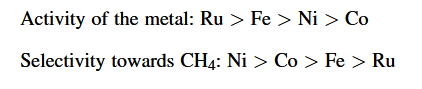 Activity of the metal: Ru > Fe > Ni > Co
Selectivity towards CH₄: Ni > Co > Fe > Ru